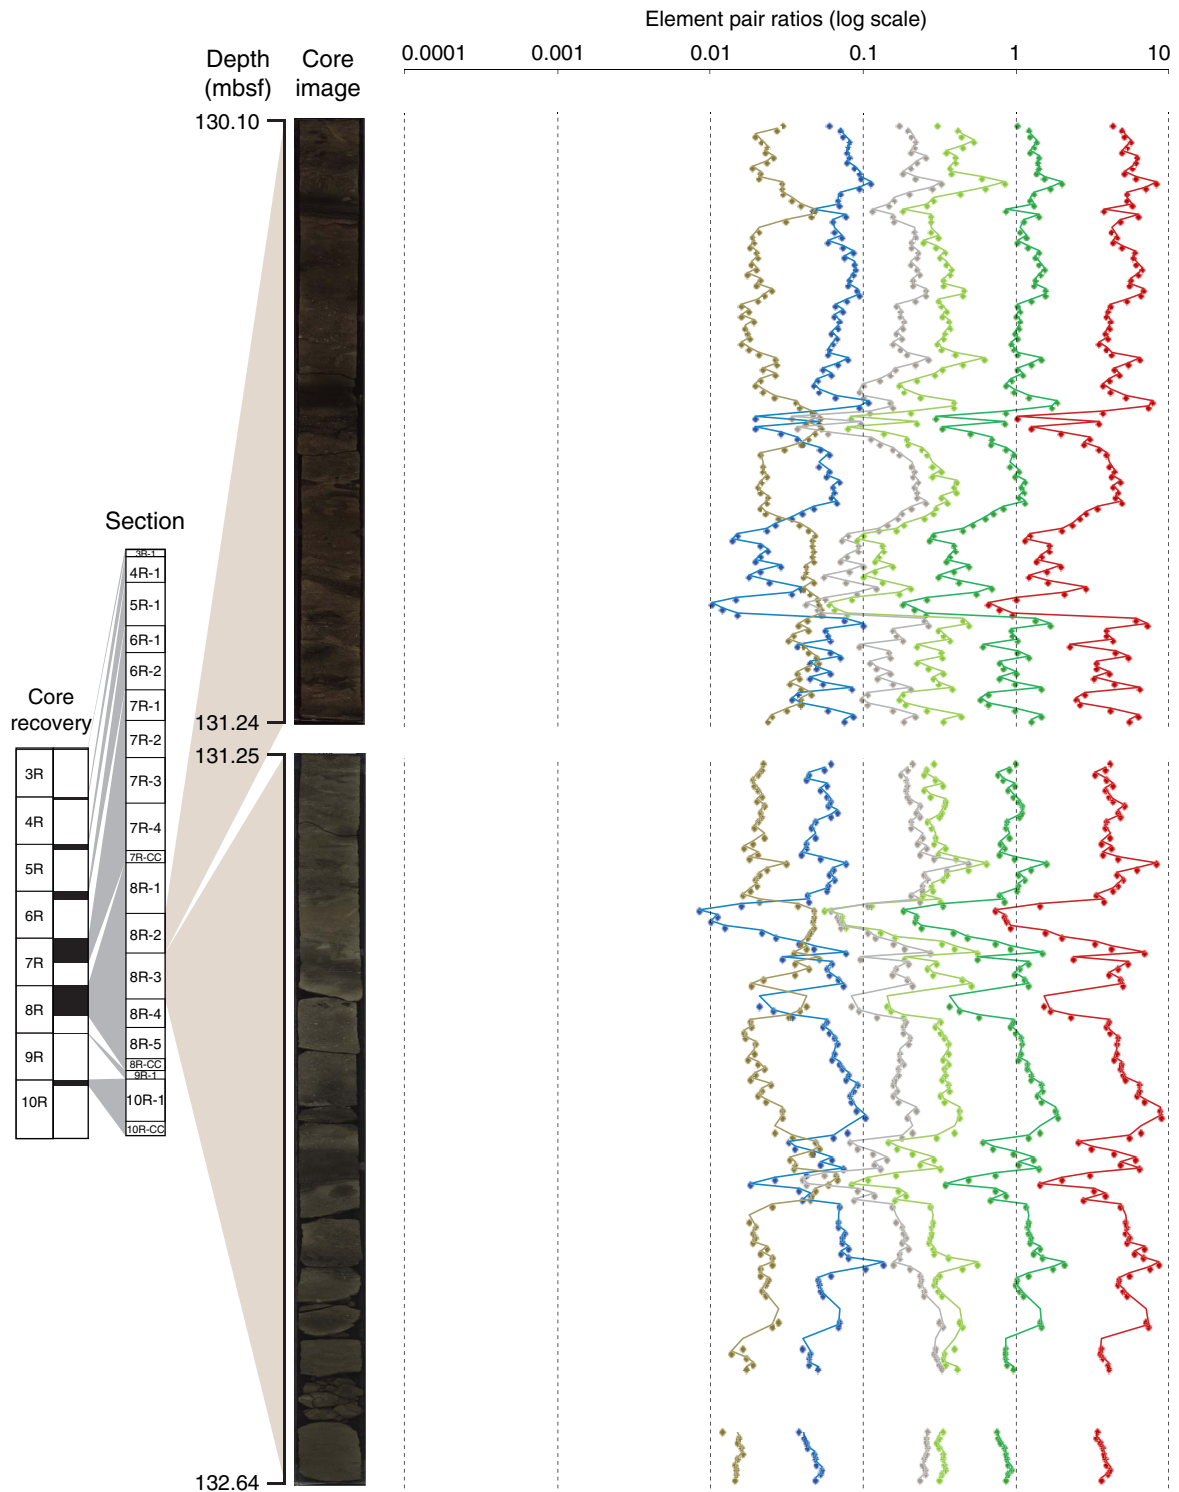 Element pair ratios (log scale)
0.0001 0.001 0.01 0.1 1 10
Depth
(mbsf)
Core
image
130.10
131.24
131.25
132.64
Section
3R-1
4R-1
5R-1
6R-1
6R-2
7R-1
7R-2
7R-3
7R-4
7R-CC
8R-1
8R-2
8R-3
8R-4
8R-5
8R-CC
9R-1
10R-1
10R-CC
Core
recovery
3R
4R
5R
6R
7R
8R
9R
10R